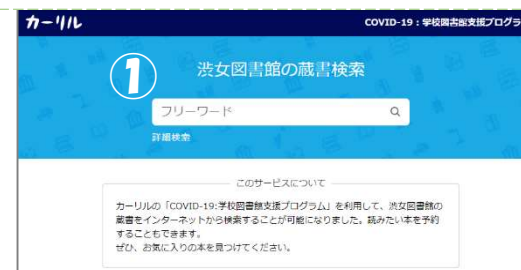 カーリル
COVID-19：学校図書館支援プログラ
①
渋女図書館の蔵書検索
フリーワード
詳細検索
このサービスについて
カーリルの「COVID-19:学校図書館支援プログラム」を利用して、渋女図書館の
蔵書をインターネットから検索することが可能になりました。読みたい本を予約
することもできます。
ぜひ、お気に入りの本を見つけてください。